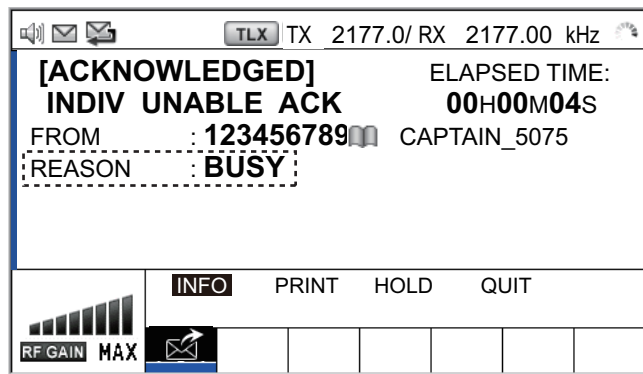 TLX TX 2177.0/ RX 2177.00 kHz
[ACKNOWLEDGED] ELAPSED TIME:
INDIV UNABLE ACK 00H00M04S
FROM : 123456789 CAPTAIN_5075
REASON : BUSY
INFO PRINT HOLD QUIT
RF GAIN MAX